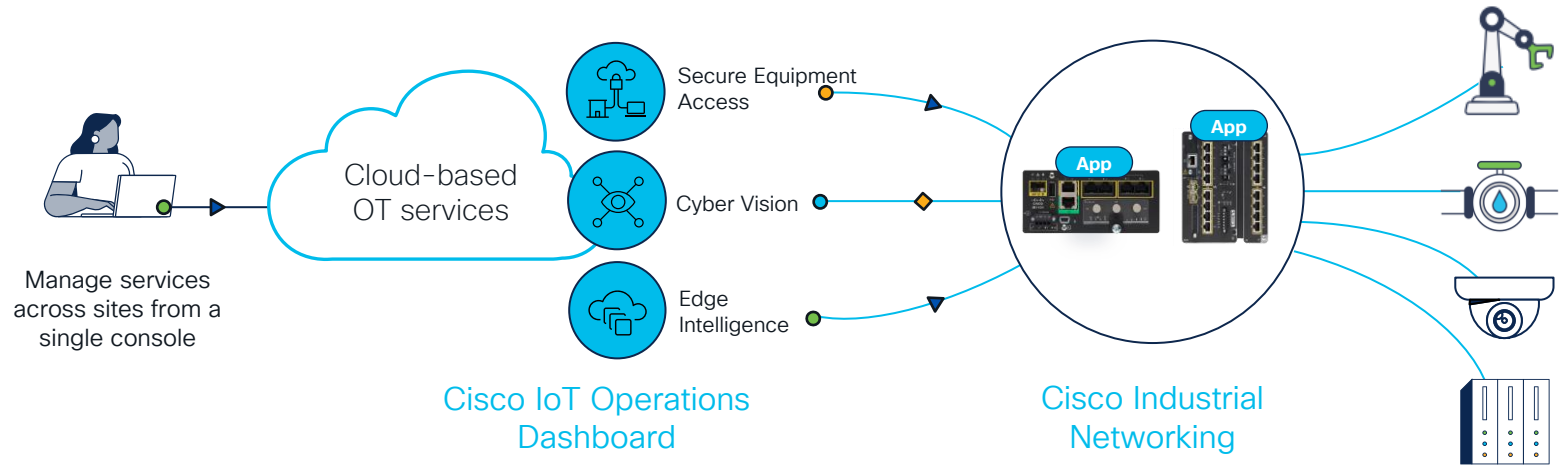 Manage services
across sites from a
single console
Cloud-based
OT services
Secure Equipment
Access
Cyber Vision
Edge
Intelligence
Cisco IoT Operations
Dashboard
App
App
Cisco Industrial
Networking